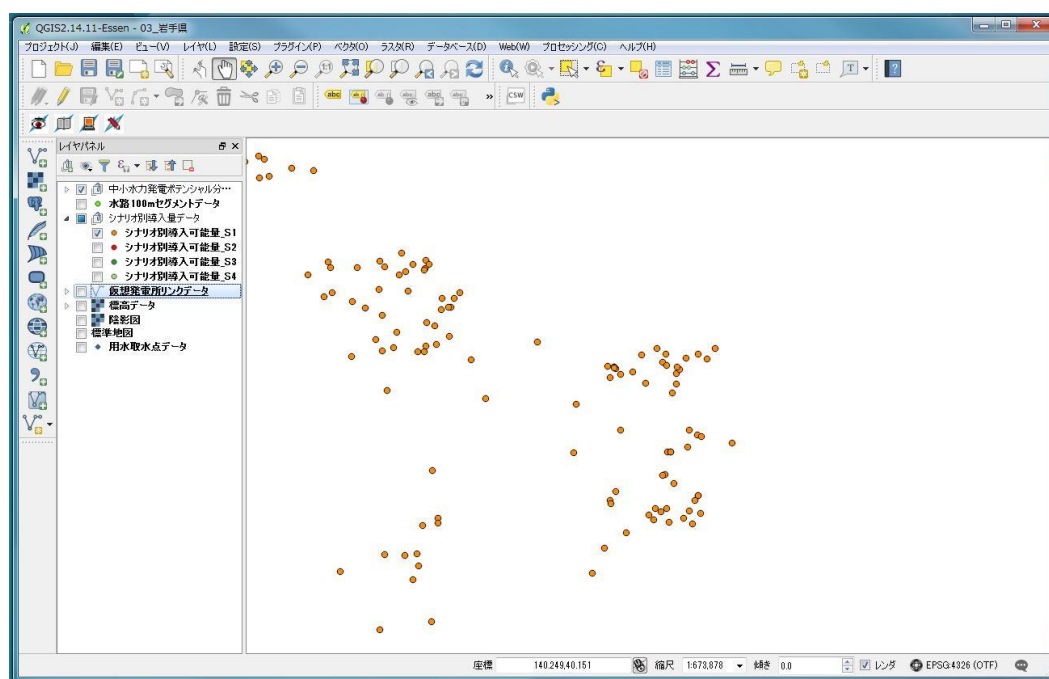 QGIS2.14.11-Essen - 03_岩手県
プロジェクト(J) 編集(E) ビュー(V) レイヤ(L) 設定(S) プラグイン(P) ベクタ(O) ラスタ(R) データベース(D) Web(W) プロセッシング(C) ヘルプ(H)
abc abc CSW
レイヤパネル
中小水力発電ポテンシャル分…
水路100mセグメントデータ
シナリオ別導入量データ
シナリオ別導入可能量_S1
シナリオ別導入可能量_S2
シナリオ別導入可能量_S3
シナリオ別導入可能量_S4
仮想発電所リンクデータ
標高データ
陰影図
標準地図
用水取水点データ
座標 140.249,40.151 縮尺 1:673,878 傾き 0.0 レンダ EPSG:4326 (OTF)